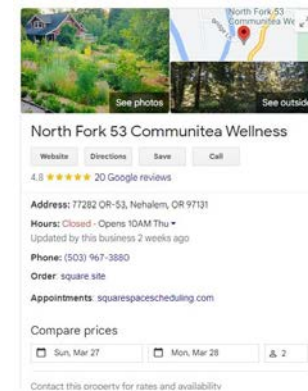 North Fork 53
Communitea We
See photos
See outside
North Fork 53 Communitea Wellness
Website Directions Save Call
4.8 ★★★★★ 20 Google reviews
Address: 77282 OR-53, Nehalem, OR 97131
Hours: Closed · Opens 10AM Thu ▾
Updated by this business 2 weeks ago
Phone: (503) 967-3880
Order: square site
Appointments: squarespacescheduling.com
Compare prices
Sun, Mar 27 Mon, Mar 28 2
Contact this property for rates and availability